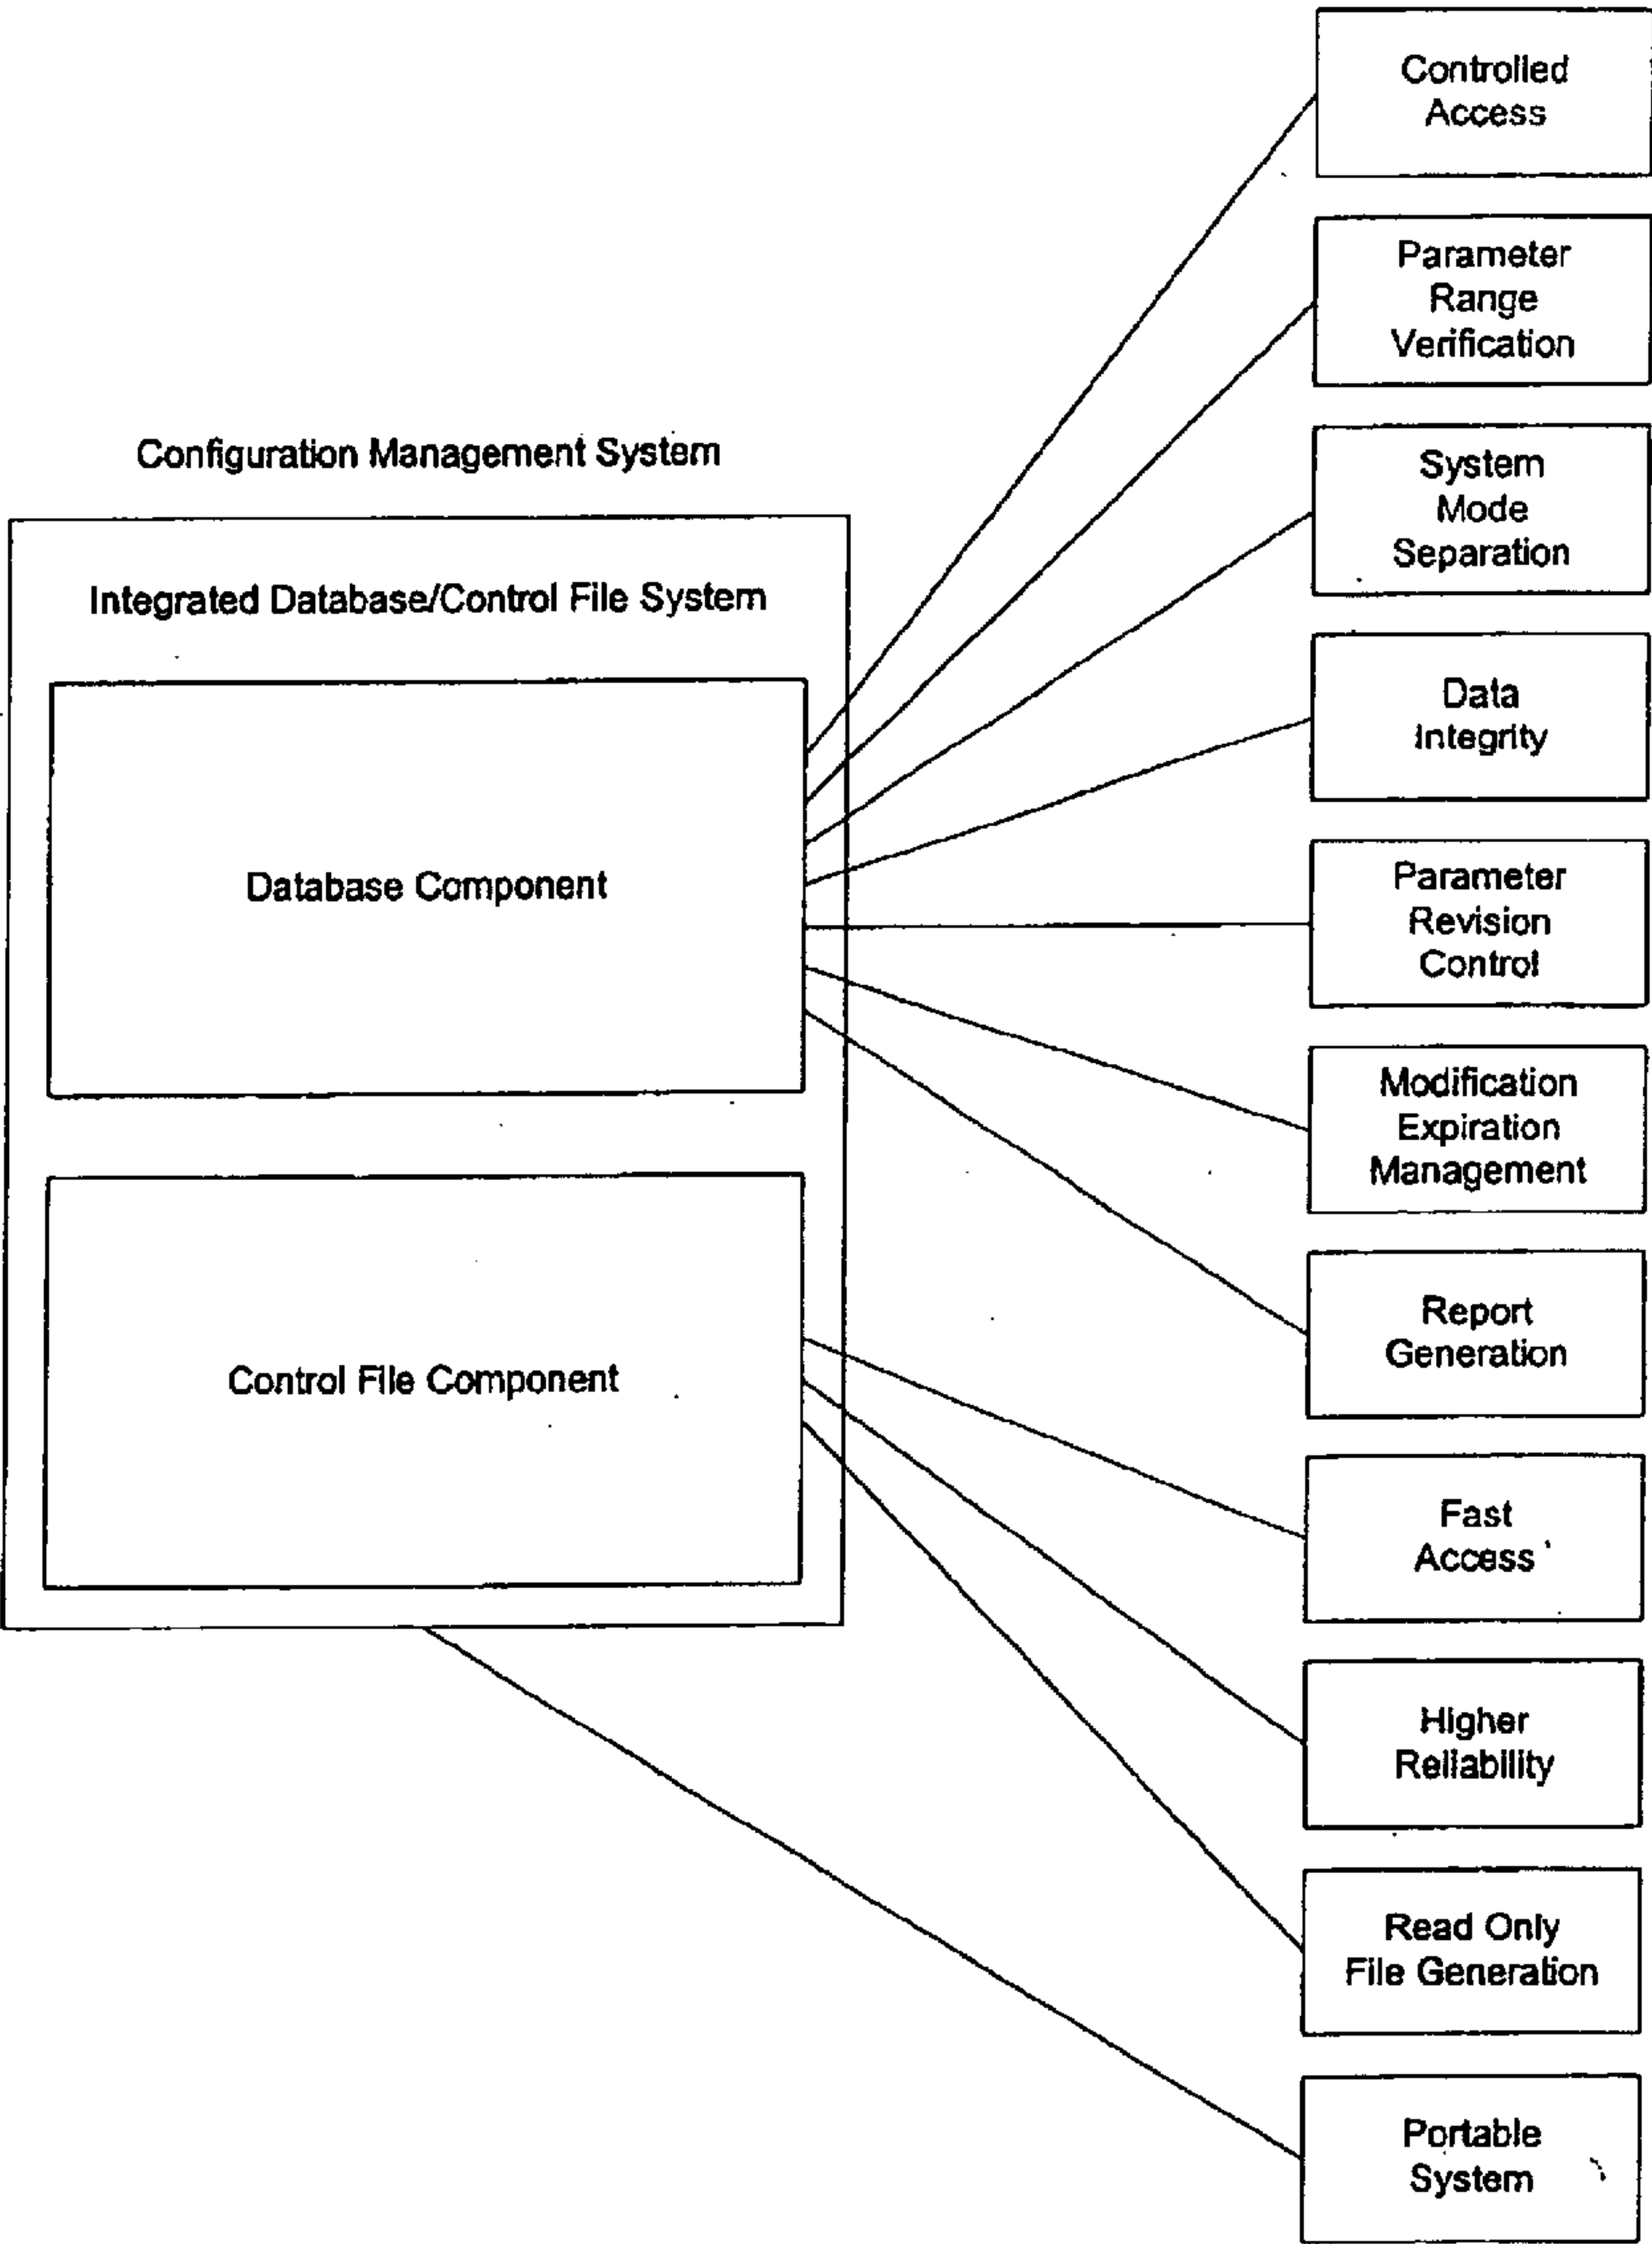 Controlled
Access
Parameter
Range
Verification
Configuration Management System
System
Mode
Separation
Integrated Database/Control File System
Data
Integrity
Database Component
Parameter
Revision
Control
Modification
Expiration
Management
Report
Generation
Control File Component
Fast
Access
Higher
Reliability
Read Only
File Generation
Portable
System